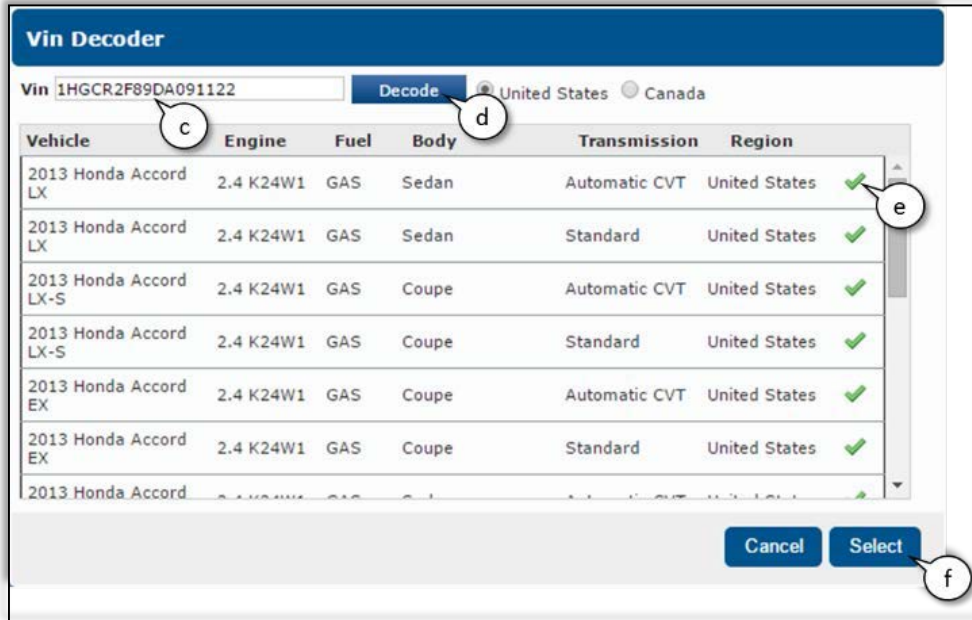 Vin Decoder
Vin 1HGCR2F89DA091122 Decode United States Canada
c d
Vehicle Engine Fuel Body Transmission Region
2013 Honda Accord LX 2.4 K24W1 GAS Sedan Automatic CVT United States
e
2013 Honda Accord LX 2.4 K24W1 GAS Sedan Standard United States
2013 Honda Accord LX-S 2.4 K24W1 GAS Coupe Automatic CVT United States
2013 Honda Accord LX-S 2.4 K24W1 GAS Coupe Standard United States
2013 Honda Accord EX 2.4 K24W1 GAS Coupe Automatic CVT United States
2013 Honda Accord EX 2.4 K24W1 GAS Coupe Standard United States
2013 Honda Accord
Cancel Select
f